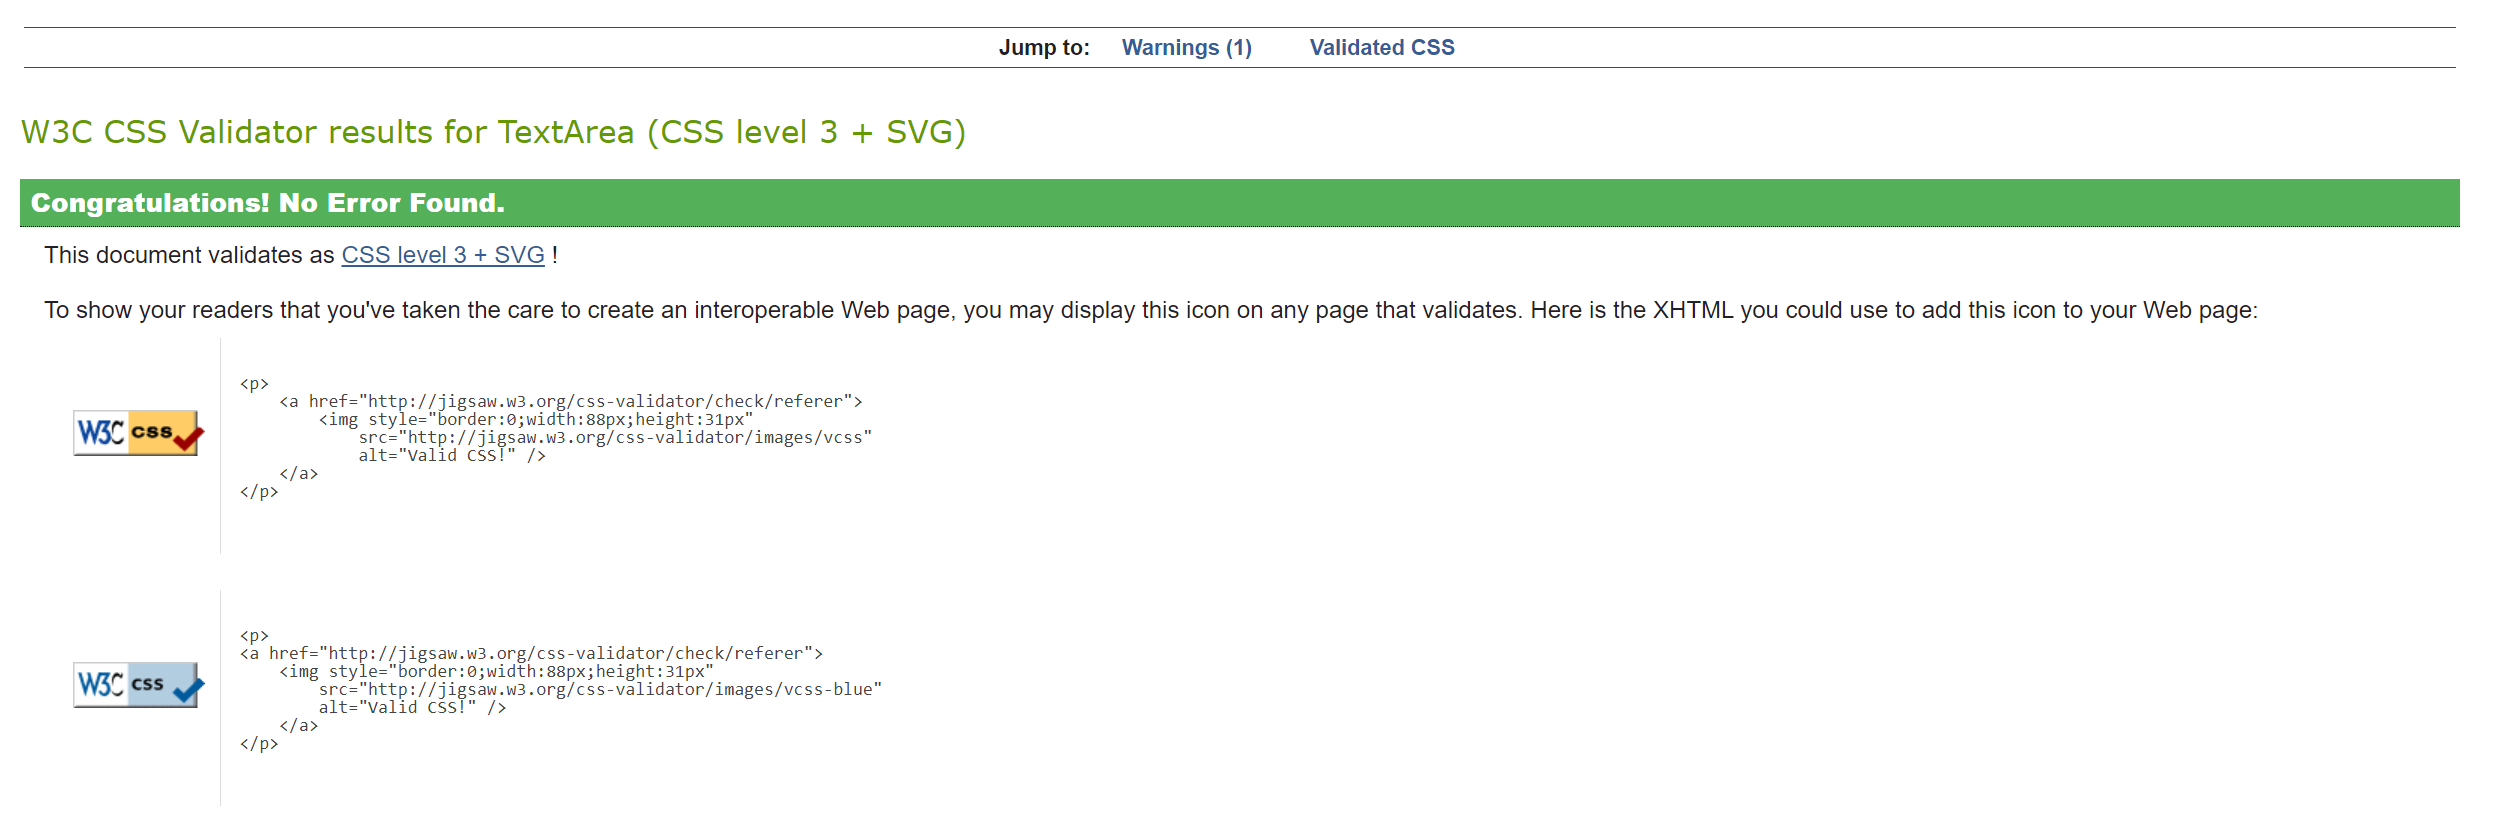 Jump to: Warnings (1) Validated CSS
W3C CSS Validator results for TextArea (CSS level 3 + SVG)
Congratulations! No Error Found.
This document validates as CSS level 3 + SVG !
To show your readers that you've taken the care to create an interoperable Web page, you may display this icon on any page that validates. Here is the XHTML you could use to add this icon to your Web page:
W3C css
<p>
    <a href="http://jigsaw.w3.org/css-validator/check/referer">
        <img style="border:0;width:88px;height:31px"
            src="http://jigsaw.w3.org/css-validator/images/vcss"
            alt="Valid CSS!" />
    </a>
</p>
W3C css
<p>
<a href="http://jigsaw.w3.org/css-validator/check/referer">
    <img style="border:0;width:88px;height:31px"
        src="http://jigsaw.w3.org/css-validator/images/vcss-blue"
        alt="Valid CSS!" />
    </a>
</p>